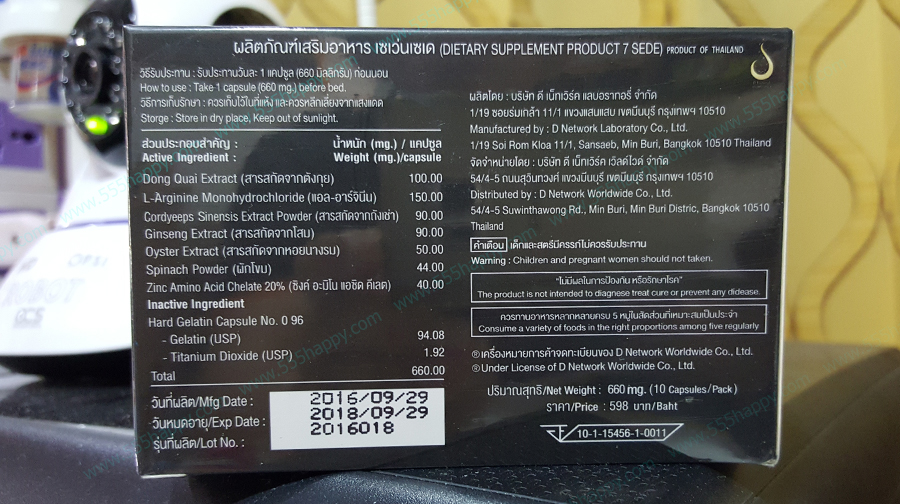 ผลิตภัณฑ์เสริมอาหาร เซเว่นเซเด (DIETARY SUPPLEMENT PRODUCT 7 SEDE) PRODUCT OF THAILAND
วิธีรับประทาน : รับประทานวันละ 1 แคปซูล (660 มิลลิกรัม) ก่อนนอน
How to use : Take 1 capsule (660 mg.) before bed.
วิธีการเก็บรักษา : ควรเก็บไว้ในที่แห้ง และควรหลีกเลี่ยงจากแสงแดด
Storge : Store in dry place, Keep out of sunlight.
ส่วนประกอบสำคัญ : น้ำหนัก (mg.) / แคปซูล
Active Ingredient : Weight (mg.)/capsule
Dong Quai Extract (สารสกัดจากตังกุย) 100.00
L-Arginine Monohydrochloride (แอล-อาร์จินีน) 150.00
Cordyeeps Sinensis Extract Powder (สารสกัดจากถังเช่า) 90.00
Ginseng Extract (สารสกัดจากโสม) 90.00
Oyster Extract (สารสกัดจากหอยนางรม) 50.00
Spinach Powder (ผักโขม) 44.00
Zinc Amino Acid Chelate 20% (ซิงค์ อะมิโน แอซิด คีเลต) 40.00
Inactive Ingredient
Hard Gelatin Capsule No. 0 96
- Gelatin (USP) 94.08
- Titanium Dioxide (USP) 1.92
Total 660.00
วันที่ผลิต/Mfg Date : 2016/09/29
วันหมดอายุ/Exp Date : 2018/09/29
รุ่นที่ผลิต/Lot No. : 2016018
ผลิตโดย : บริษัท ดี เน็ทเวิร์ค แลบอราทอรี่ จำกัด
1/19 ซอยร่มเกล้า 11/1 แขวงแสนแสบ เขตมีนบุรี กรุงเทพฯ 10510
Manufactured by : D Network Laboratory Co., Ltd.
1/19 Soi Rom Kloa 11/1, Sansaeb, Min Buri, Bangkok 10510 Thailand
จัดจำหน่ายโดย : บริษัท ดี เน็ทเวิร์ค เวิลด์ไวด์ จำกัด
54/4-5 ถนนสุวินทวงศ์ แขวงมีนบุรี เขตมีนบุรี กรุงเทพฯ 10510
Distributed by : D Network Worldwide Co., Ltd.
54/4-5 Suwinthawong Rd., Min Buri, Min Buri Distric, Bangkok 10510
Thailand
คำเตือน เด็กและสตรีมีครรภ์ไม่ควรรับประทาน
Warning : Children and pregnant women should not taken.
"ไม่มีผลในการป้องกัน หรือรักษาโรค"
The product is not intended to diagnese treat cure or prevent any didease.
ควรทานอาหารหลากหลายครบ 5 หมู่ในสัดส่วนที่เหมาะสมเป็นประจำ
Consume a variety of foods in the right proportions among five regularly
®เครื่องหมายการค้าจดทะเบียนของ D Network Worldwide Co., Ltd.
®Under License of D Network Worldwide Co., Ltd.
ปริมาณสุทธิ/Net Weight : 660 mg. (10 Capsules/Pack)
ราคา/Price : 598 บาท/Baht
10-1-15456-1-0011
www.555happy.com